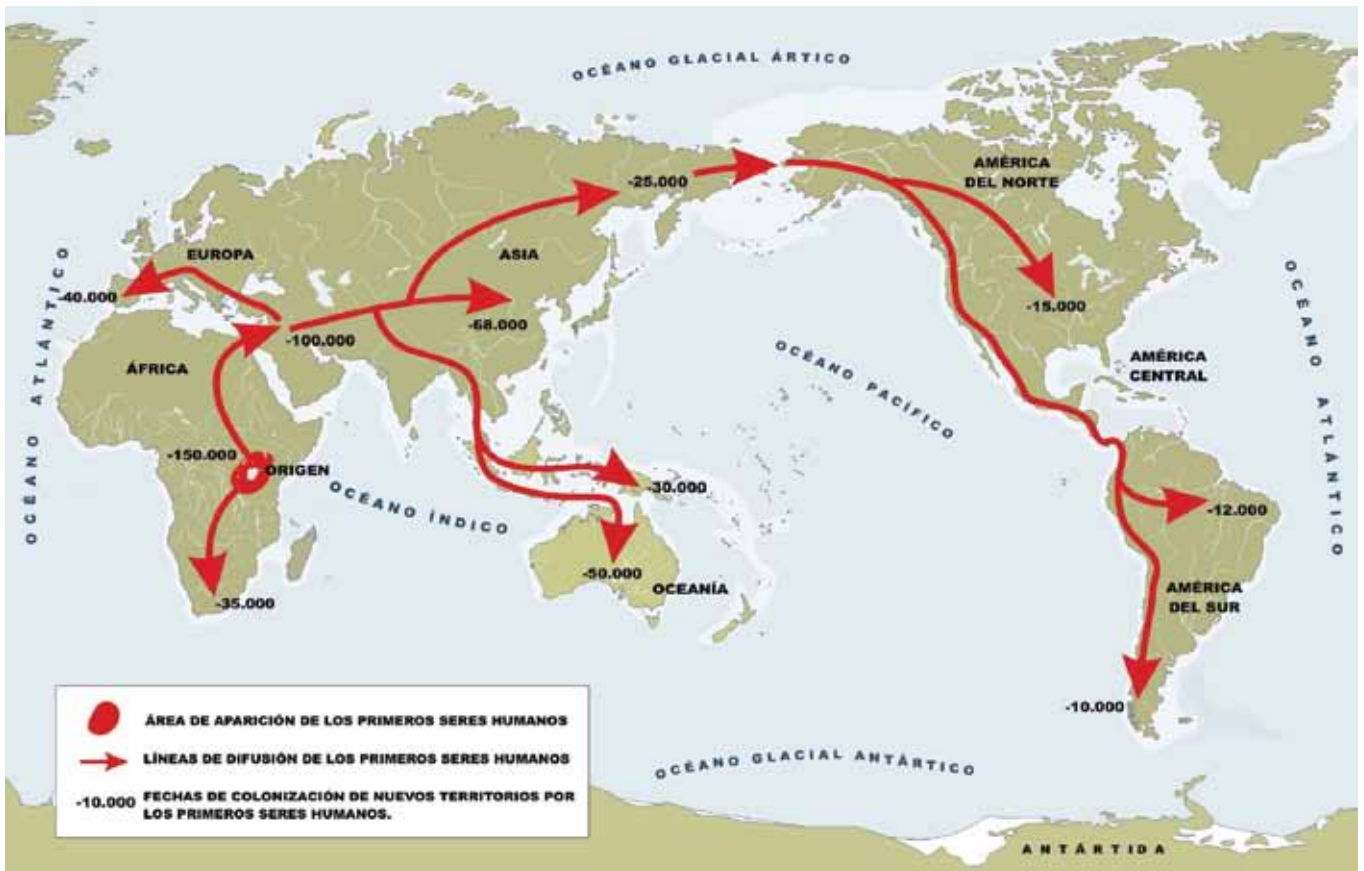 OCÉANO GLACIAL ÁRTICO
AMÉRICA
DEL NORTE
-25.000
EUROPA
ASIA
-40.000
-100.000
-68.000
-15.000
OCÉANO ATLÁNTICO
ÁFRICA
OCÉANO PACÍFICO
AMÉRICA
CENTRAL
OCÉANO ATLÁNTICO
-150.000
ORIGEN
OCÉANO ÍNDICO
-30.000
-12.000
-50.000
OCEANÍA
-35.000
AMÉRICA
DEL SUR
-10.000
ÁREA DE APARICIÓN DE LOS PRIMEROS SERES HUMANOS
LÍNEAS DE DIFUSIÓN DE LOS PRIMEROS SERES HUMANOS
-10.000 FECHAS DE COLONIZACIÓN DE NUEVOS TERRITORIOS POR
LOS PRIMEROS SERES HUMANOS.
OCÉANO GLACIAL ANTÁRTICO
ANTÁRTIDA